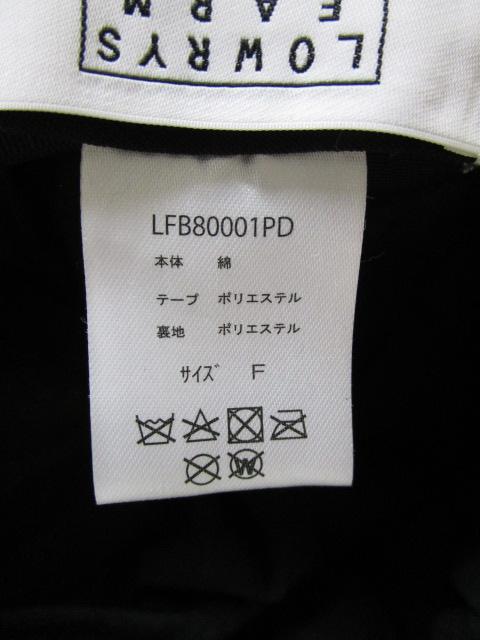 LOWRYS
FARM
LFB80001PD
本体 綿
テープ ポリエステル
裏地 ポリエステル
サイズ F
W